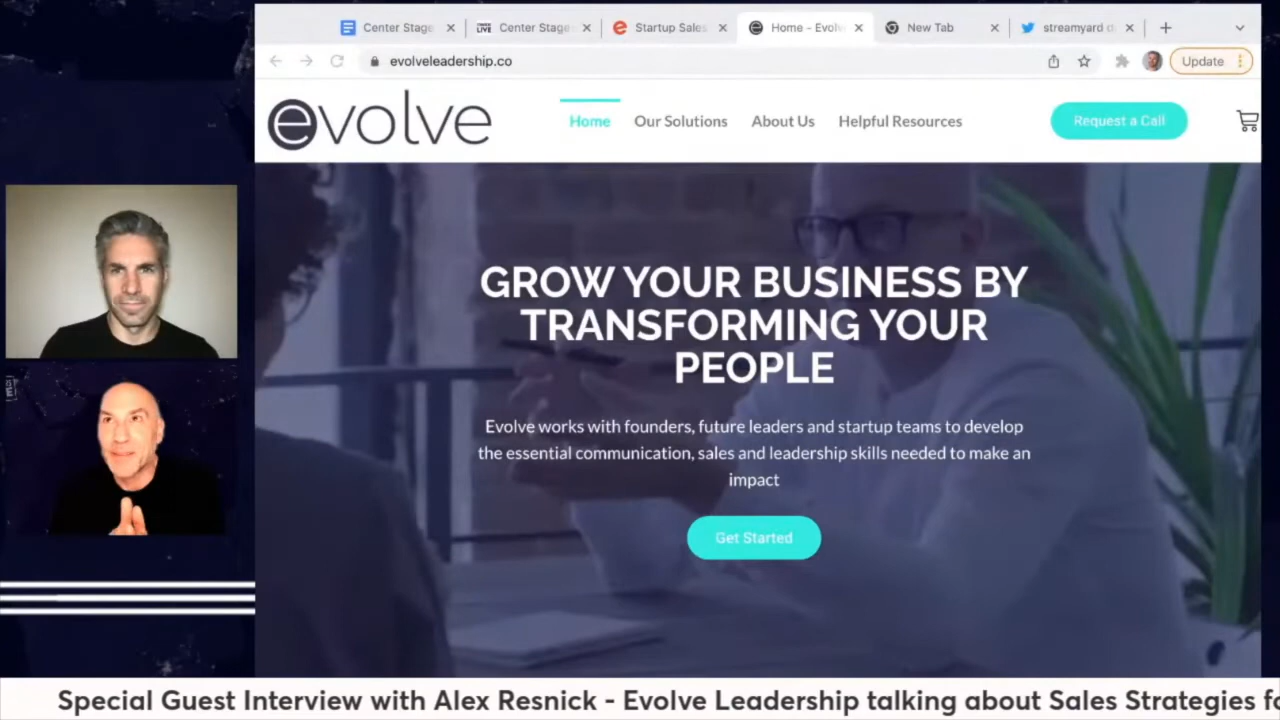 Center Stage
Center Stage
Startup Sales
Home - Evolv
New Tab
streamyard d
evolveleadership.co
Update
evolve
Home
Our Solutions
About Us
Helpful Resources
Request a Call
GROW YOUR BUSINESS BY
TRANSFORMING YOUR
PEOPLE
Evolve works with founders, future leaders and startup teams to develop
the essential communication, sales and leadership skills needed to make an
impact
Get Started
Special Guest Interview with Alex Resnick - Evolve Leadership talking about Sales Strategies fo